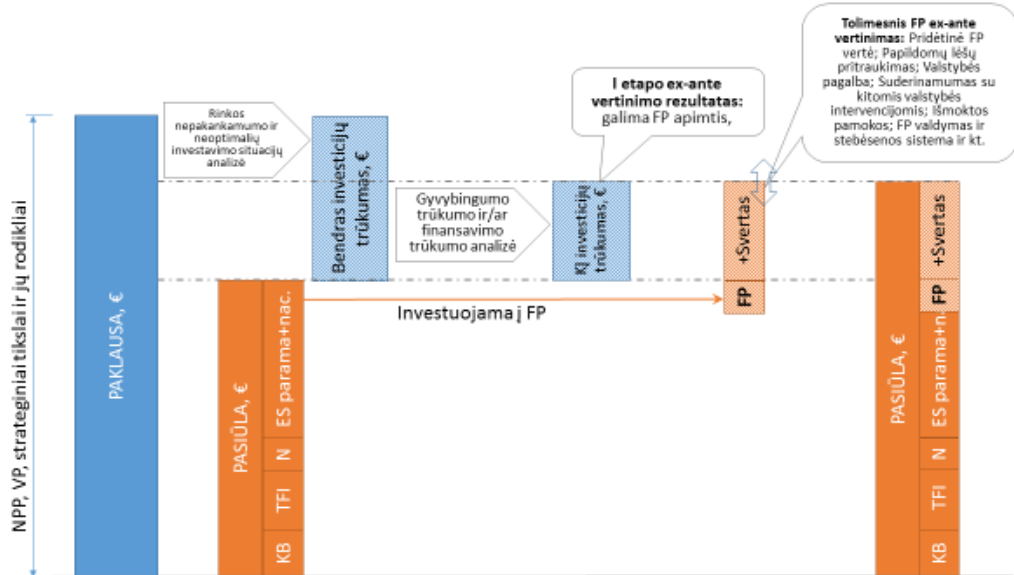 Tolimesnis FP ex-ante
vertinimas: Pridėtinė FP
vertė; Papildomų lėšų
pritraukimas; Valstybės
pagalba; Suderinamumas su
kitomis valstybės
intervencijomis; Išmoktos
pamokos; FP valdymas ir
stebėsenos sistema ir kt.
I etapo ex-ante
vertinimo rezultatas:
galima FP apimtis,
Rinkos
nepakankamumo ir
neoptimalių
investavimo situacijų
analizė
Bendras investicijų
trūkumas, €
Gyvybingumo
trūkumo ir/ar
finansavimo
trūkumo analizė
KĮ investicijų
trūkumas, €
+Svertas
FP
+Svertas
FP
Investuojama į FP
NPP, VP, strateginiai tikslai ir jų rodikliai
PAKLAUSA, €
PASIŪLA, €
ES parama+nac.
N
TFI
KB
PASIŪLA, €
ES parama+n.
N
TFI
KB